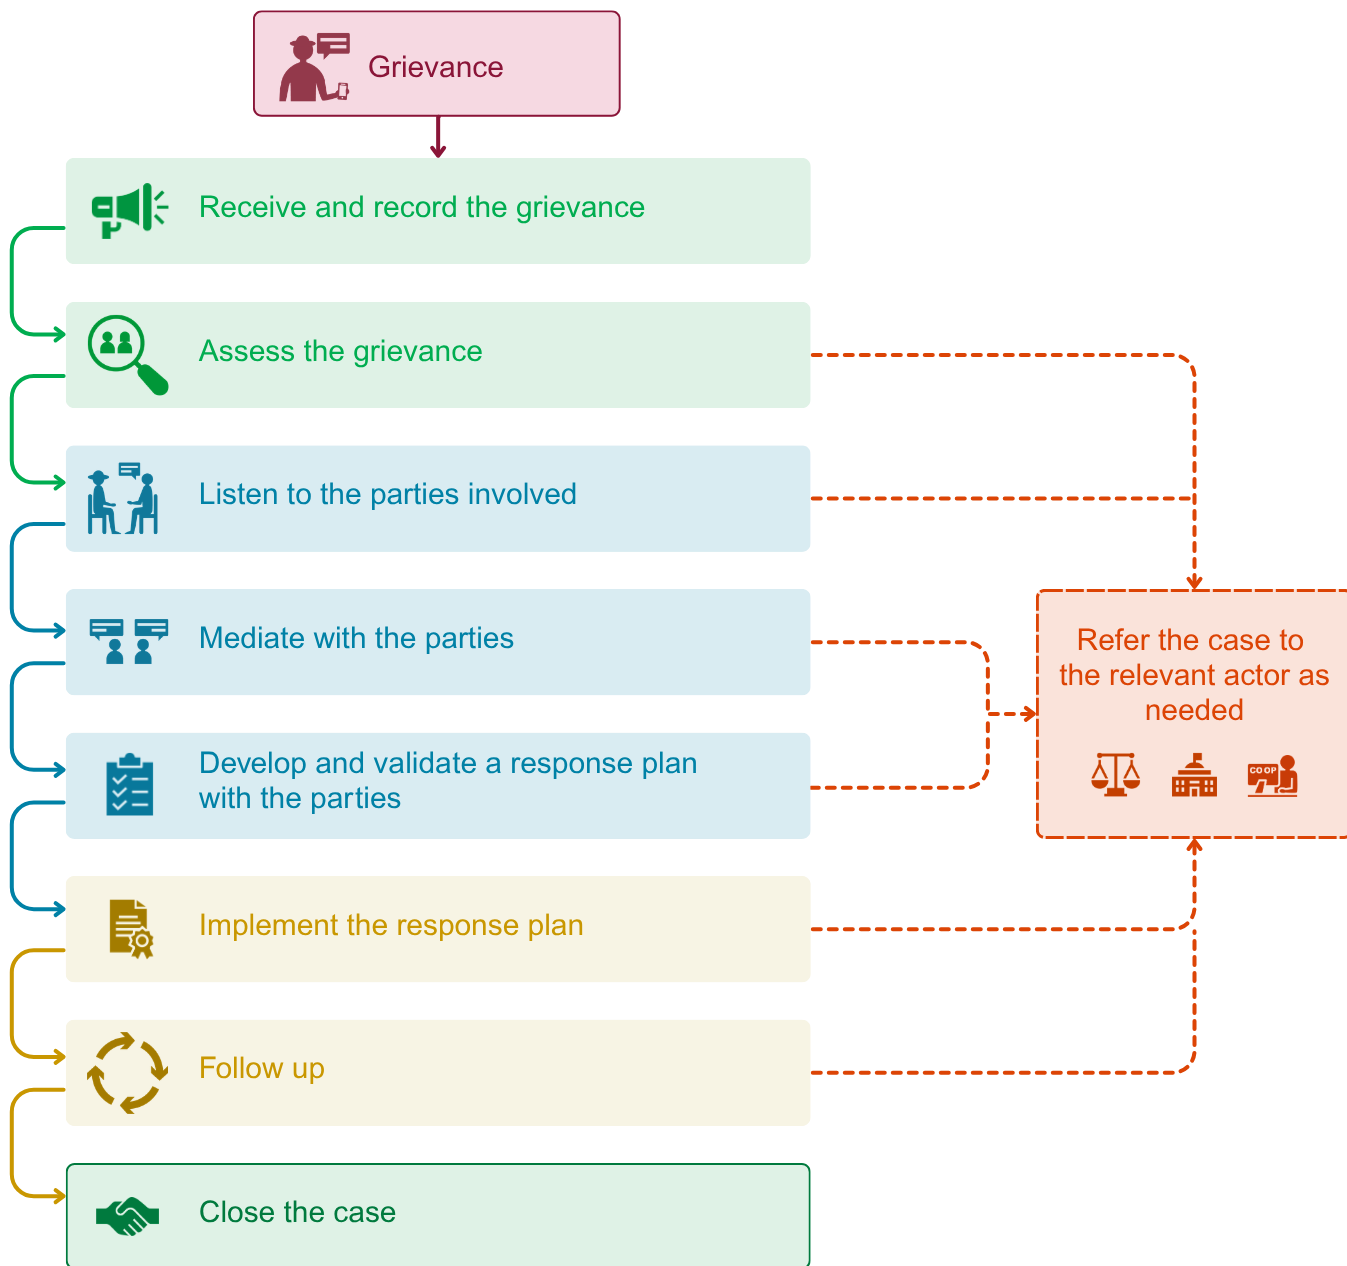 Grievance
Receive and record the grievance
Assess the grievance
Listen to the parties involved
Mediate with the parties
Develop and validate a response plan
with the parties
Implement the response plan
Follow up
Close the case
Refer the case to
the relevant actor as
needed
CO OP